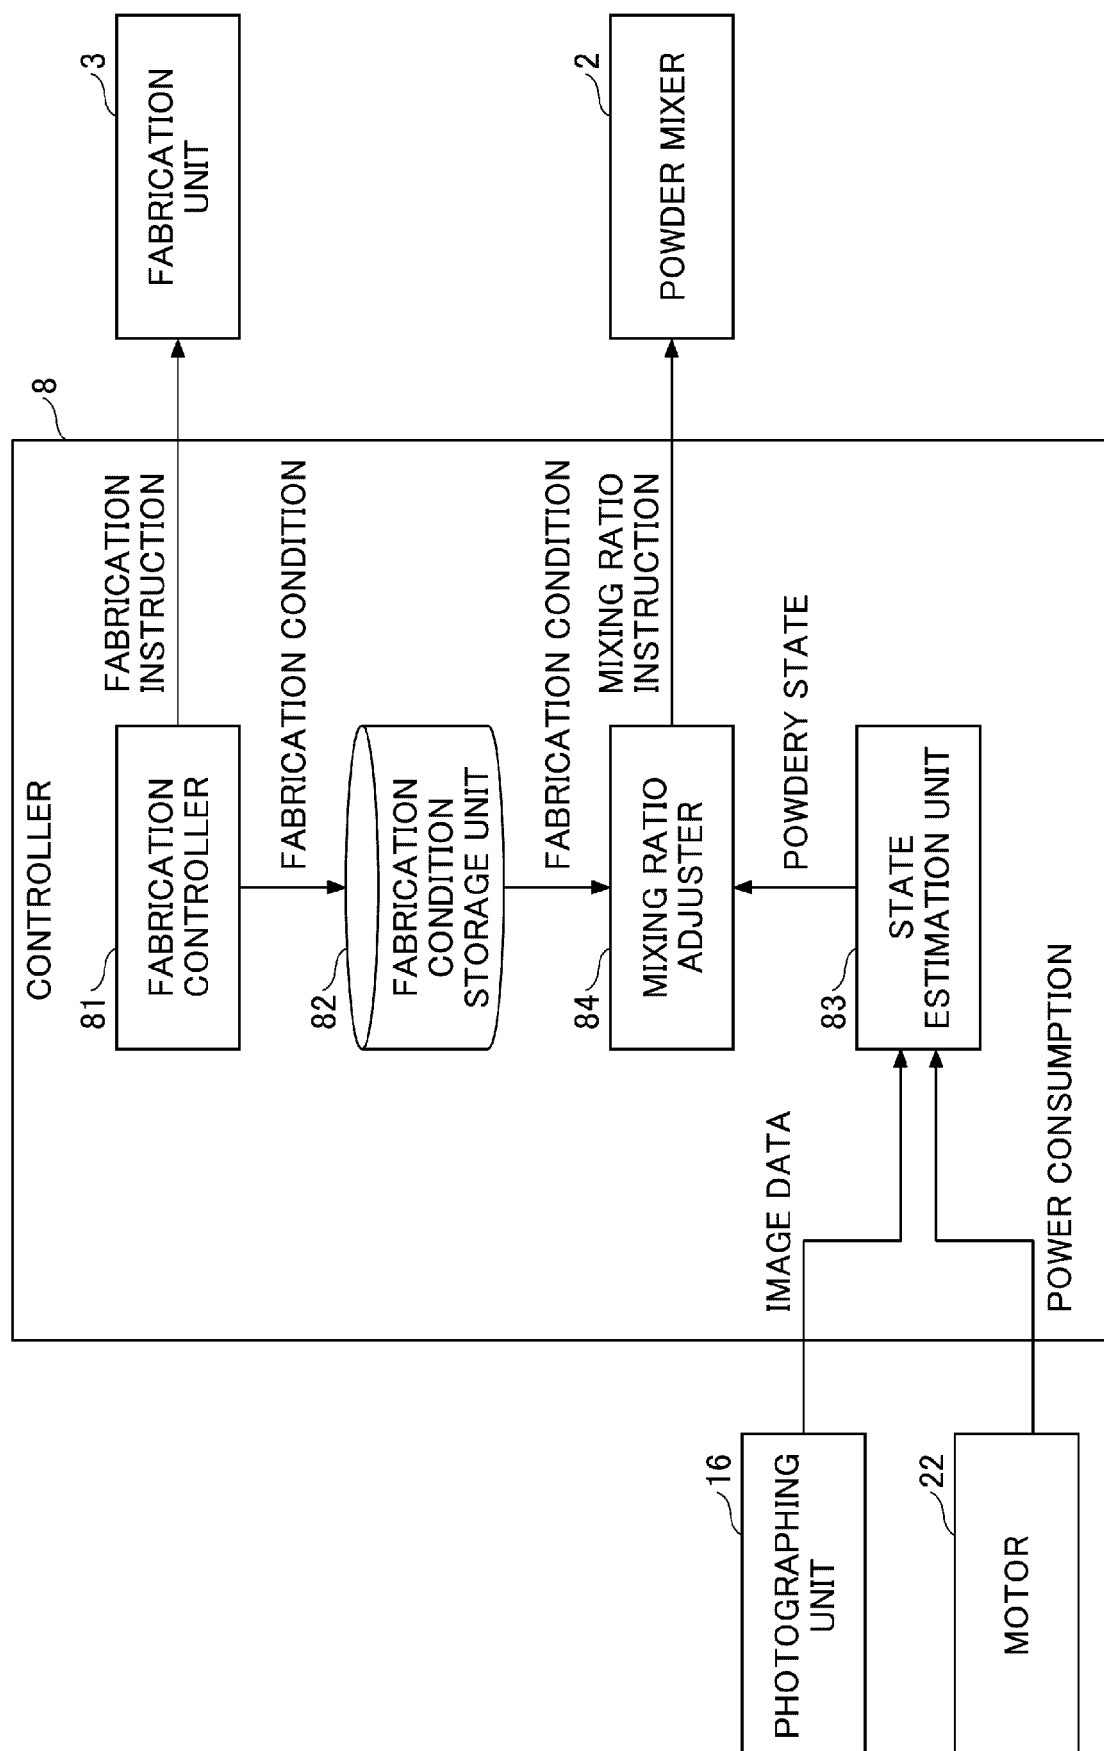 CONTROLLER
8
81
FABRICATION
CONTROLLER
FABRICATION
INSTRUCTION
3
FABRICATION
UNIT
FABRICATION CONDITION
82
FABRICATION
CONDITION
STORAGE UNIT
FABRICATION CONDITION
84
MIXING RATIO
ADJUSTER
MIXING RATIO
INSTRUCTION
2
POWDER MIXER
POWDERY STATE
83
STATE
ESTIMATION UNIT
16
PHOTOGRAPHING
UNIT
IMAGE DATA
22
MOTOR
POWER CONSUMPTION